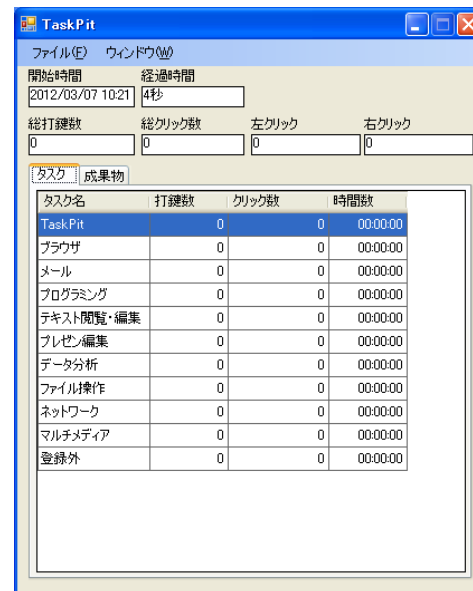 TaskPit
ファイル(F) ウィンドウ(W)
開始時間 経過時間
2012/03/07 10:21 4秒
総打鍵数 総クリック数 左クリック 右クリック
0 0 0 0
タスク 成果物
タスク名 打鍵数 クリック数 時間数
TaskPit 0 0 00:00:00
ブラウザ 0 0 00:00:00
メール 0 0 00:00:00
プログラミング 0 0 00:00:00
テキスト閲覧・編集 0 0 00:00:00
プレゼン編集 0 0 00:00:00
データ分析 0 0 00:00:00
ファイル操作 0 0 00:00:00
ネットワーク 0 0 00:00:00
マルチメディア 0 0 00:00:00
登録外 0 0 00:00:00